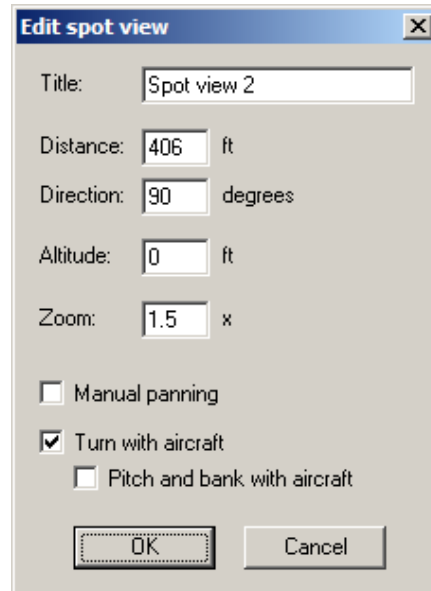 Edit spot view
Title: Spot view 2
Distance: 406 ft
Direction: 90 degrees
Altitude: 0 ft
Zoom: 1.5 x
Manual panning
Turn with aircraft
Pitch and bank with aircraft
OK Cancel